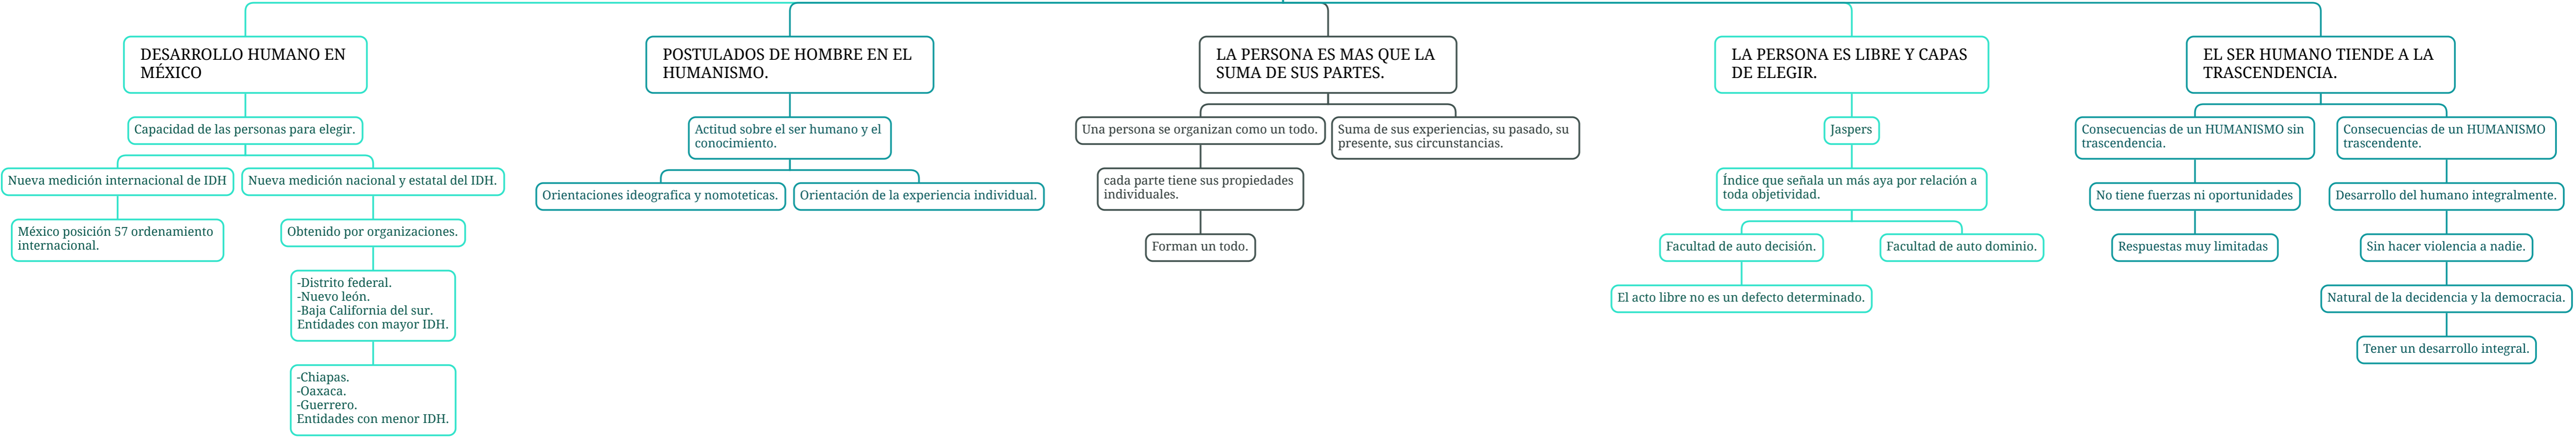 DESARROLLO HUMANO EN
MÉXICO
Capacidad de las personas para elegir.
Nueva medición internacional de IDH
México posición 57 ordenamiento
internacional.
Nueva medición nacional y estatal del IDH.
Obtenido por organizaciones.
-Distrito federal.
-Nuevo león.
-Baja California del sur.
Entidades con mayor IDH.
-Chiapas.
-Oaxaca.
-Guerrero.
Entidades con menor IDH.
POSTULADOS DE HOMBRE EN EL
HUMANISMO.
Actitud sobre el ser humano y el
conocimiento.
Orientaciones ideografica y nomoteticas.
Orientación de la experiencia individual.
LA PERSONA ES MAS QUE LA
SUMA DE SUS PARTES.
Una persona se organizan como un todo.
cada parte tiene sus propiedades
individuales.
Forman un todo.
Suma de sus experiencias, su pasado, su
presente, sus circunstancias.
LA PERSONA ES LIBRE Y CAPAS
DE ELEGIR.
Jaspers
Índice que señala un más aya por relación a
toda objetividad.
Facultad de auto decisión.
El acto libre no es un defecto determinado.
Facultad de auto dominio.
EL SER HUMANO TIENDE A LA
TRASCENDENCIA.
Consecuencias de un HUMANISMO sin
trascendencia.
No tiene fuerzas ni oportunidades
Respuestas muy limitadas
Consecuencias de un HUMANISMO
trascendente.
Desarrollo del humano integralmente.
Sin hacer violencia a nadie.
Natural de la decidencia y la democracia.
Tener un desarrollo integral.